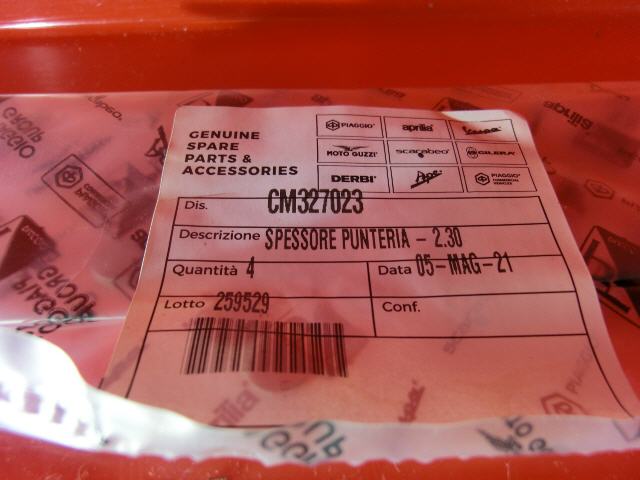 GENUINE
SPARE
PARTS &
ACCESSORIES
PIAGGIO aprilia Vespa
MOTO GUZZI scarabeo GILERA
DERBI Ape PIAGGIO COMMERCIAL VEHICLES
Dis. CM327023
Descrizione SPESSORE PUNTERIA - 2.30
Quantità 4 Data 05-MAG-21
Lotto 259529 Conf.